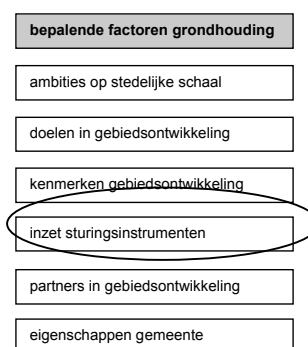 bepalende factoren grondhouding
ambities op stedelijke schaal
doelen in gebiedsontwikkeling
kenmerken gebiedsontwikkeling
inzet sturingsinstrumenten
partners in gebiedsontwikkeling
eigenschappen gemeente